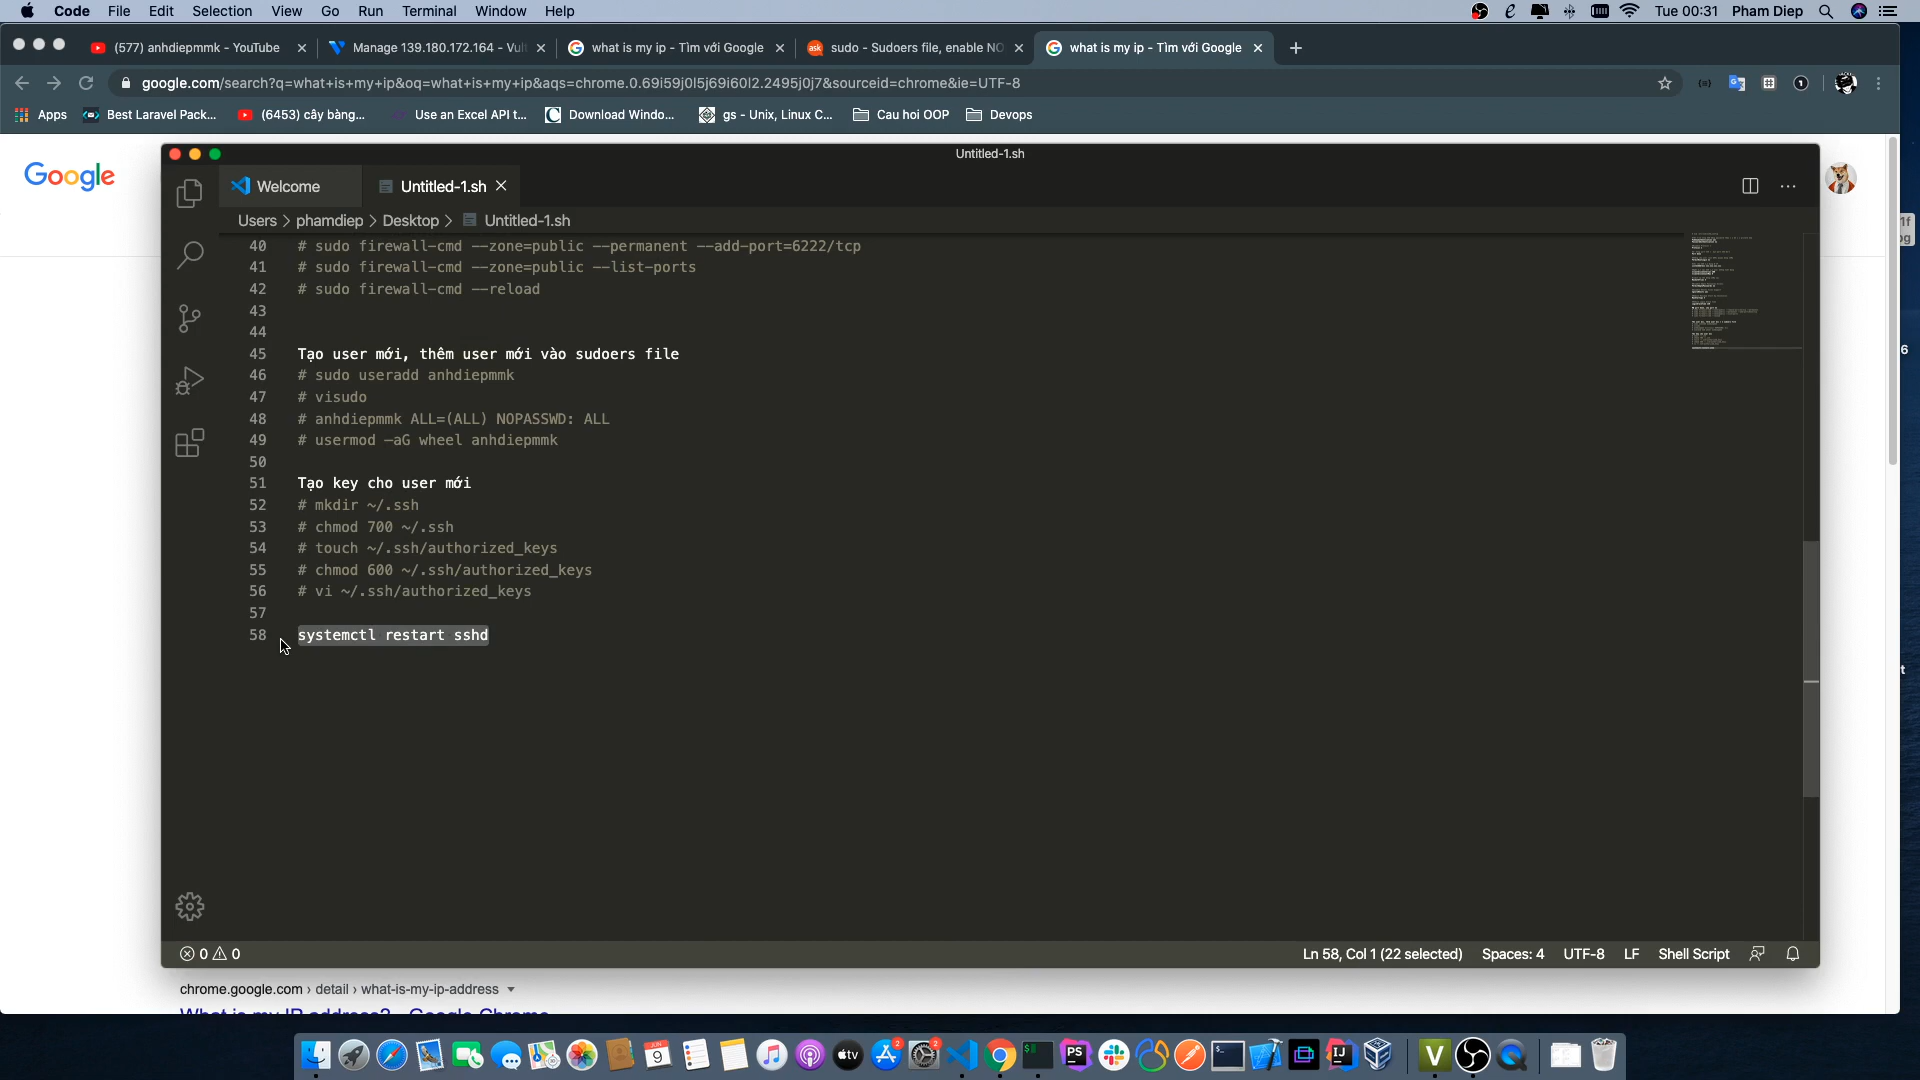 Code File Edit Selection View Go Run Terminal Window Help Tue 00:31 Pham Diep
(577) anhdiepmmk - YouTube Manage 139.180.172.164 - Vul what is my ip - Tìm với Google sudo - Sudoers file, enable NO what is my ip - Tìm với Google
google.com/search?q=what+is+my+ip&oq=what+is+my+ip&aqs=chrome.0.69i59j0l5j69i60l2.2495j0j7&sourceid=chrome&ie=UTF-8
Apps Best Laravel Pack... (6453) cây bàng... Use an Excel API t... Download Windo... gs - Unix, Linux C... Cau hoi OOP Devops
Google
Untitled-1.sh
Welcome Untitled-1.sh
Users > phamdiep > Desktop > Untitled-1.sh
40 # sudo firewall-cmd --zone=public --permanent --add-port=6222/tcp
41 # sudo firewall-cmd --zone=public --list-ports
42 # sudo firewall-cmd --reload
43
44
45 Tạo user mới, thêm user mới vào sudoers file
46 # sudo useradd anhdiepmmk
47 # visudo
48 # anhdiepmmk ALL=(ALL) NOPASSWD: ALL
49 # usermod -aG wheel anhdiepmmk
50
51 Tạo key cho user mới
52 # mkdir ~/.ssh
53 # chmod 700 ~/.ssh
54 # touch ~/.ssh/authorized_keys
55 # chmod 600 ~/.ssh/authorized_keys
56 # vi ~/.ssh/authorized_keys
57
58 systemctl restart sshd
0 0 Ln 58, Col 1 (22 selected) Spaces: 4 UTF-8 LF Shell Script
chrome.google.com › detail › what-is-my-ip-address
What is my IP address? - Google Chrome